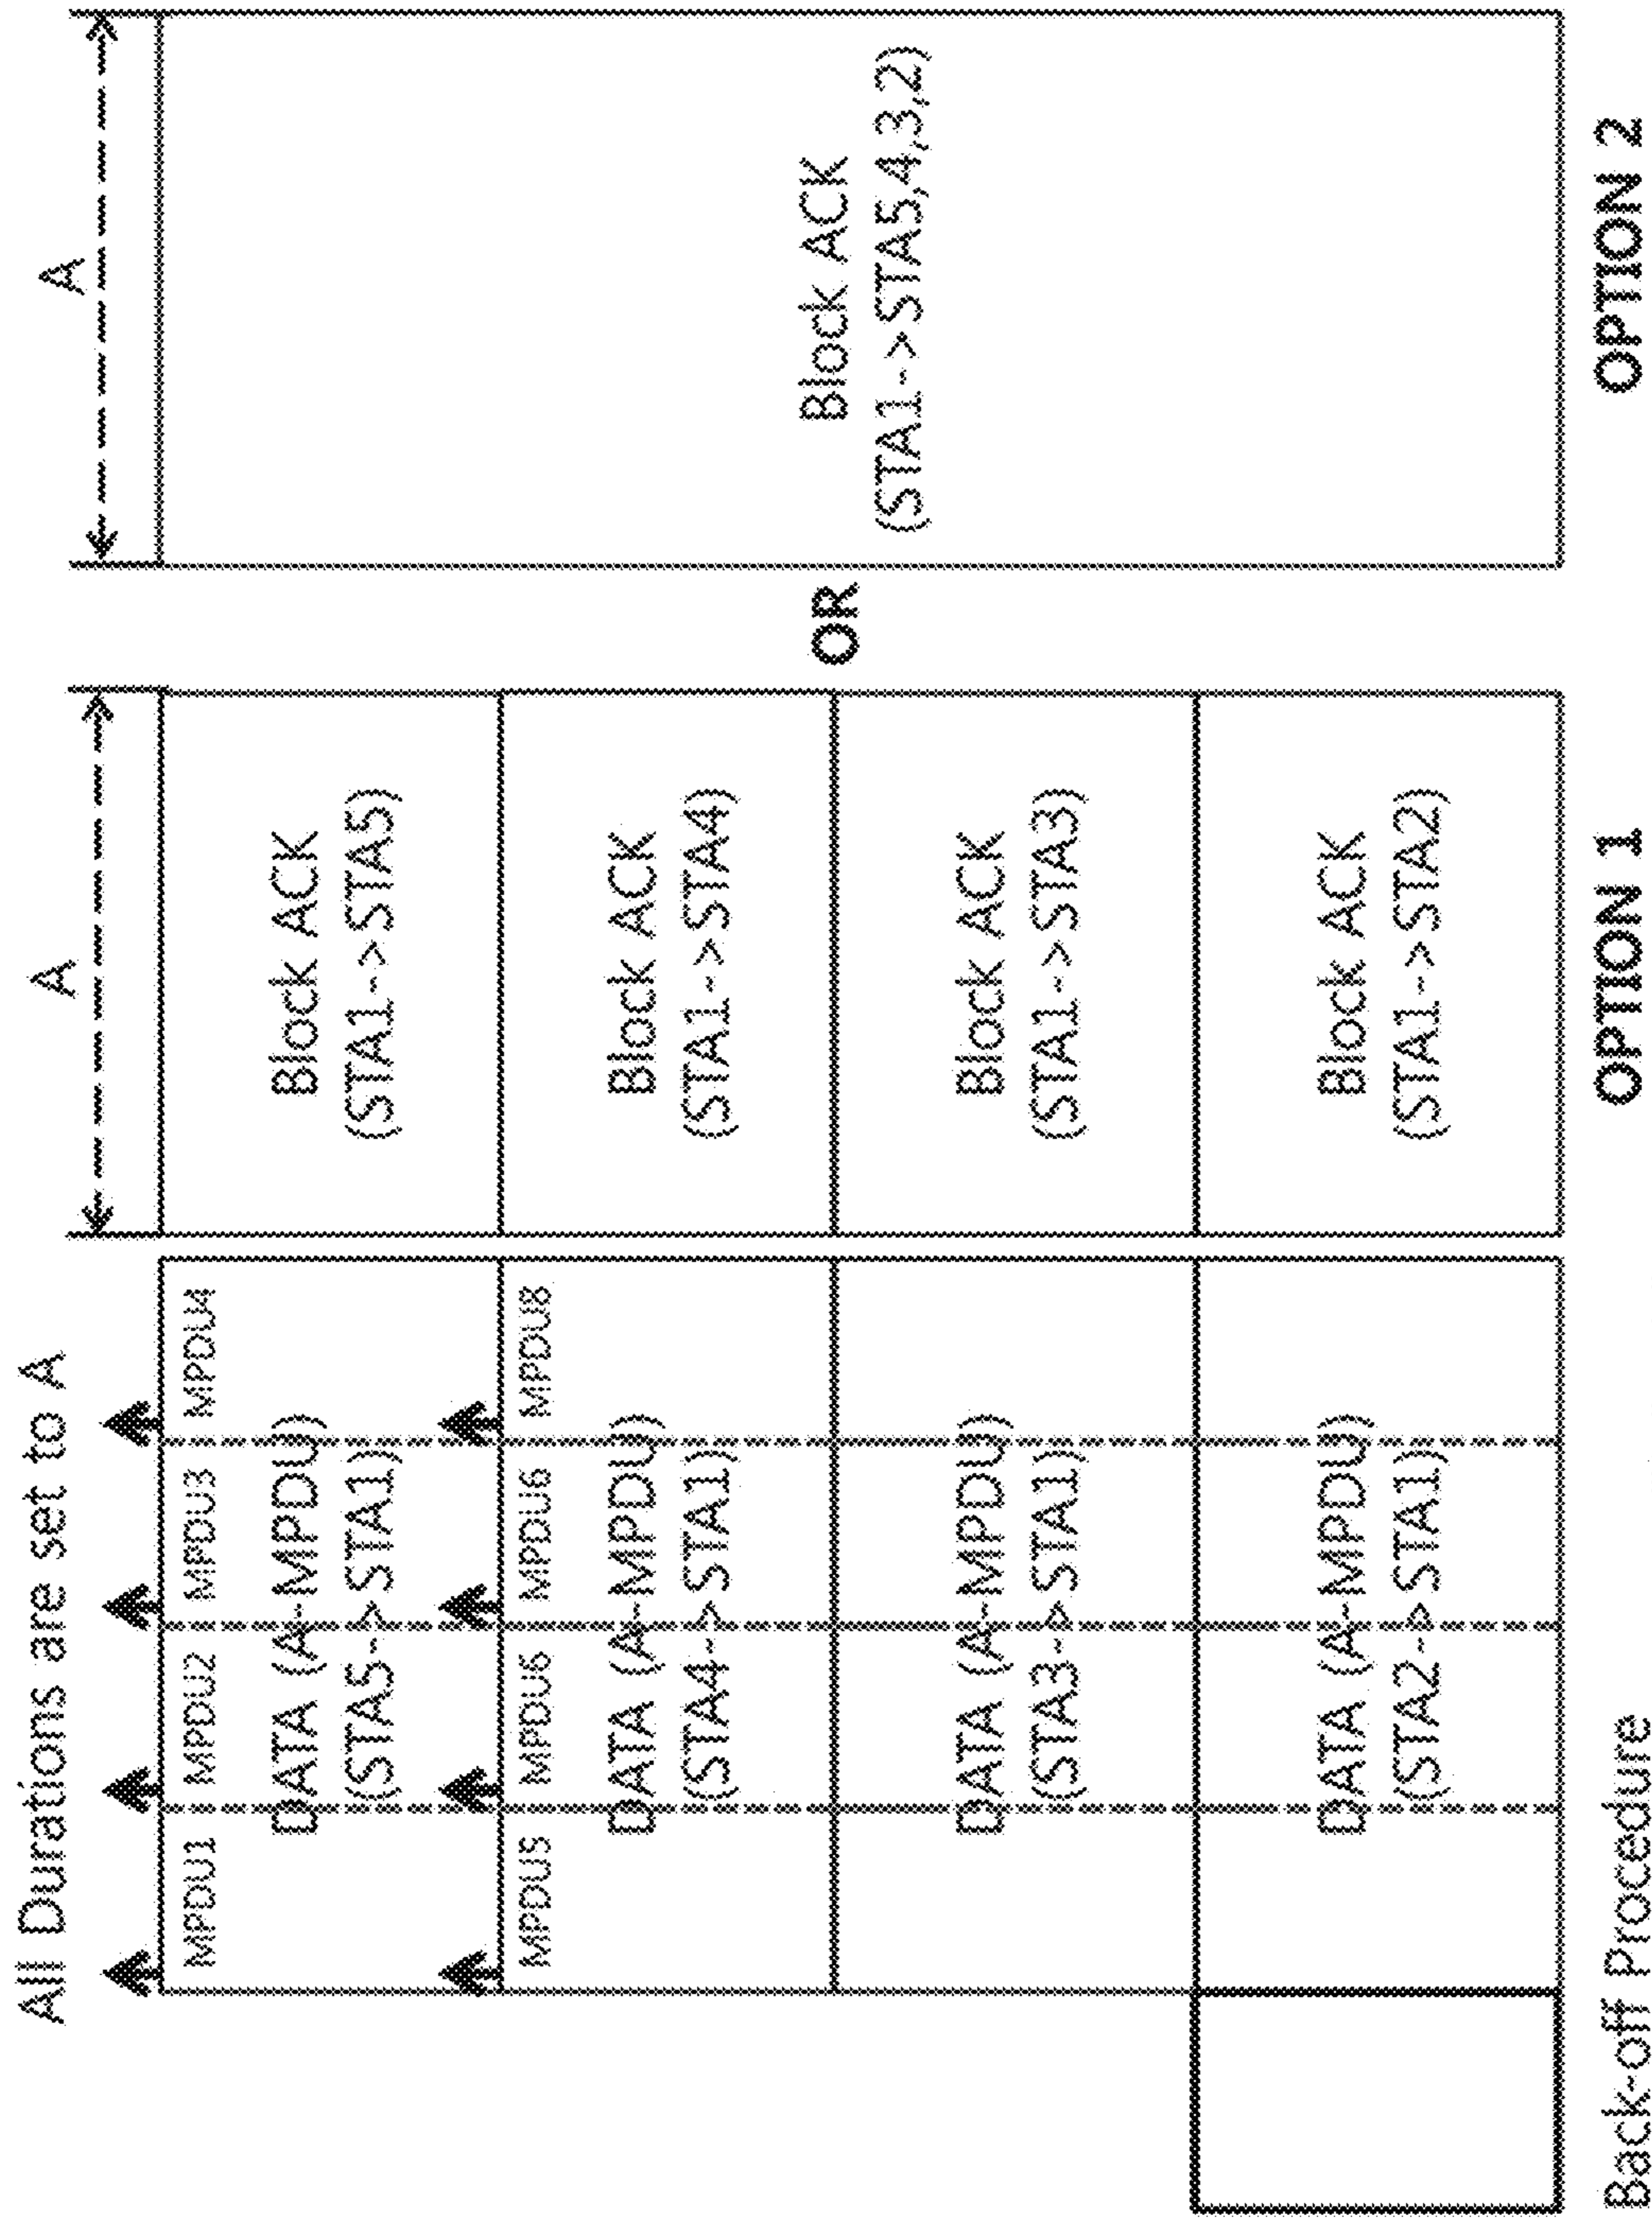 All Durations are set to A
A
A
MPDU1
MPDU2
MPDU3
MPDU4
DATA (A-MPDU)
(STA5->STA1)
Block ACK
(STA1->STA5)
MPDU5
MPDU6
MPDU6
MPDU8
DATA (A-MPDU)
(STA4->STA1)
Block ACK
(STA1->STA4)
DATA (A-MPDU)
(STA3->STA1)
Block ACK
(STA1->STA3)
DATA (A-MPDU)
(STA2->STA1)
Block ACK
(STA1->STA2)
OR
Block ACK
(STA1->STA5,4,3,2)
Back-off Procedure
OPTION 1
OPTION 2